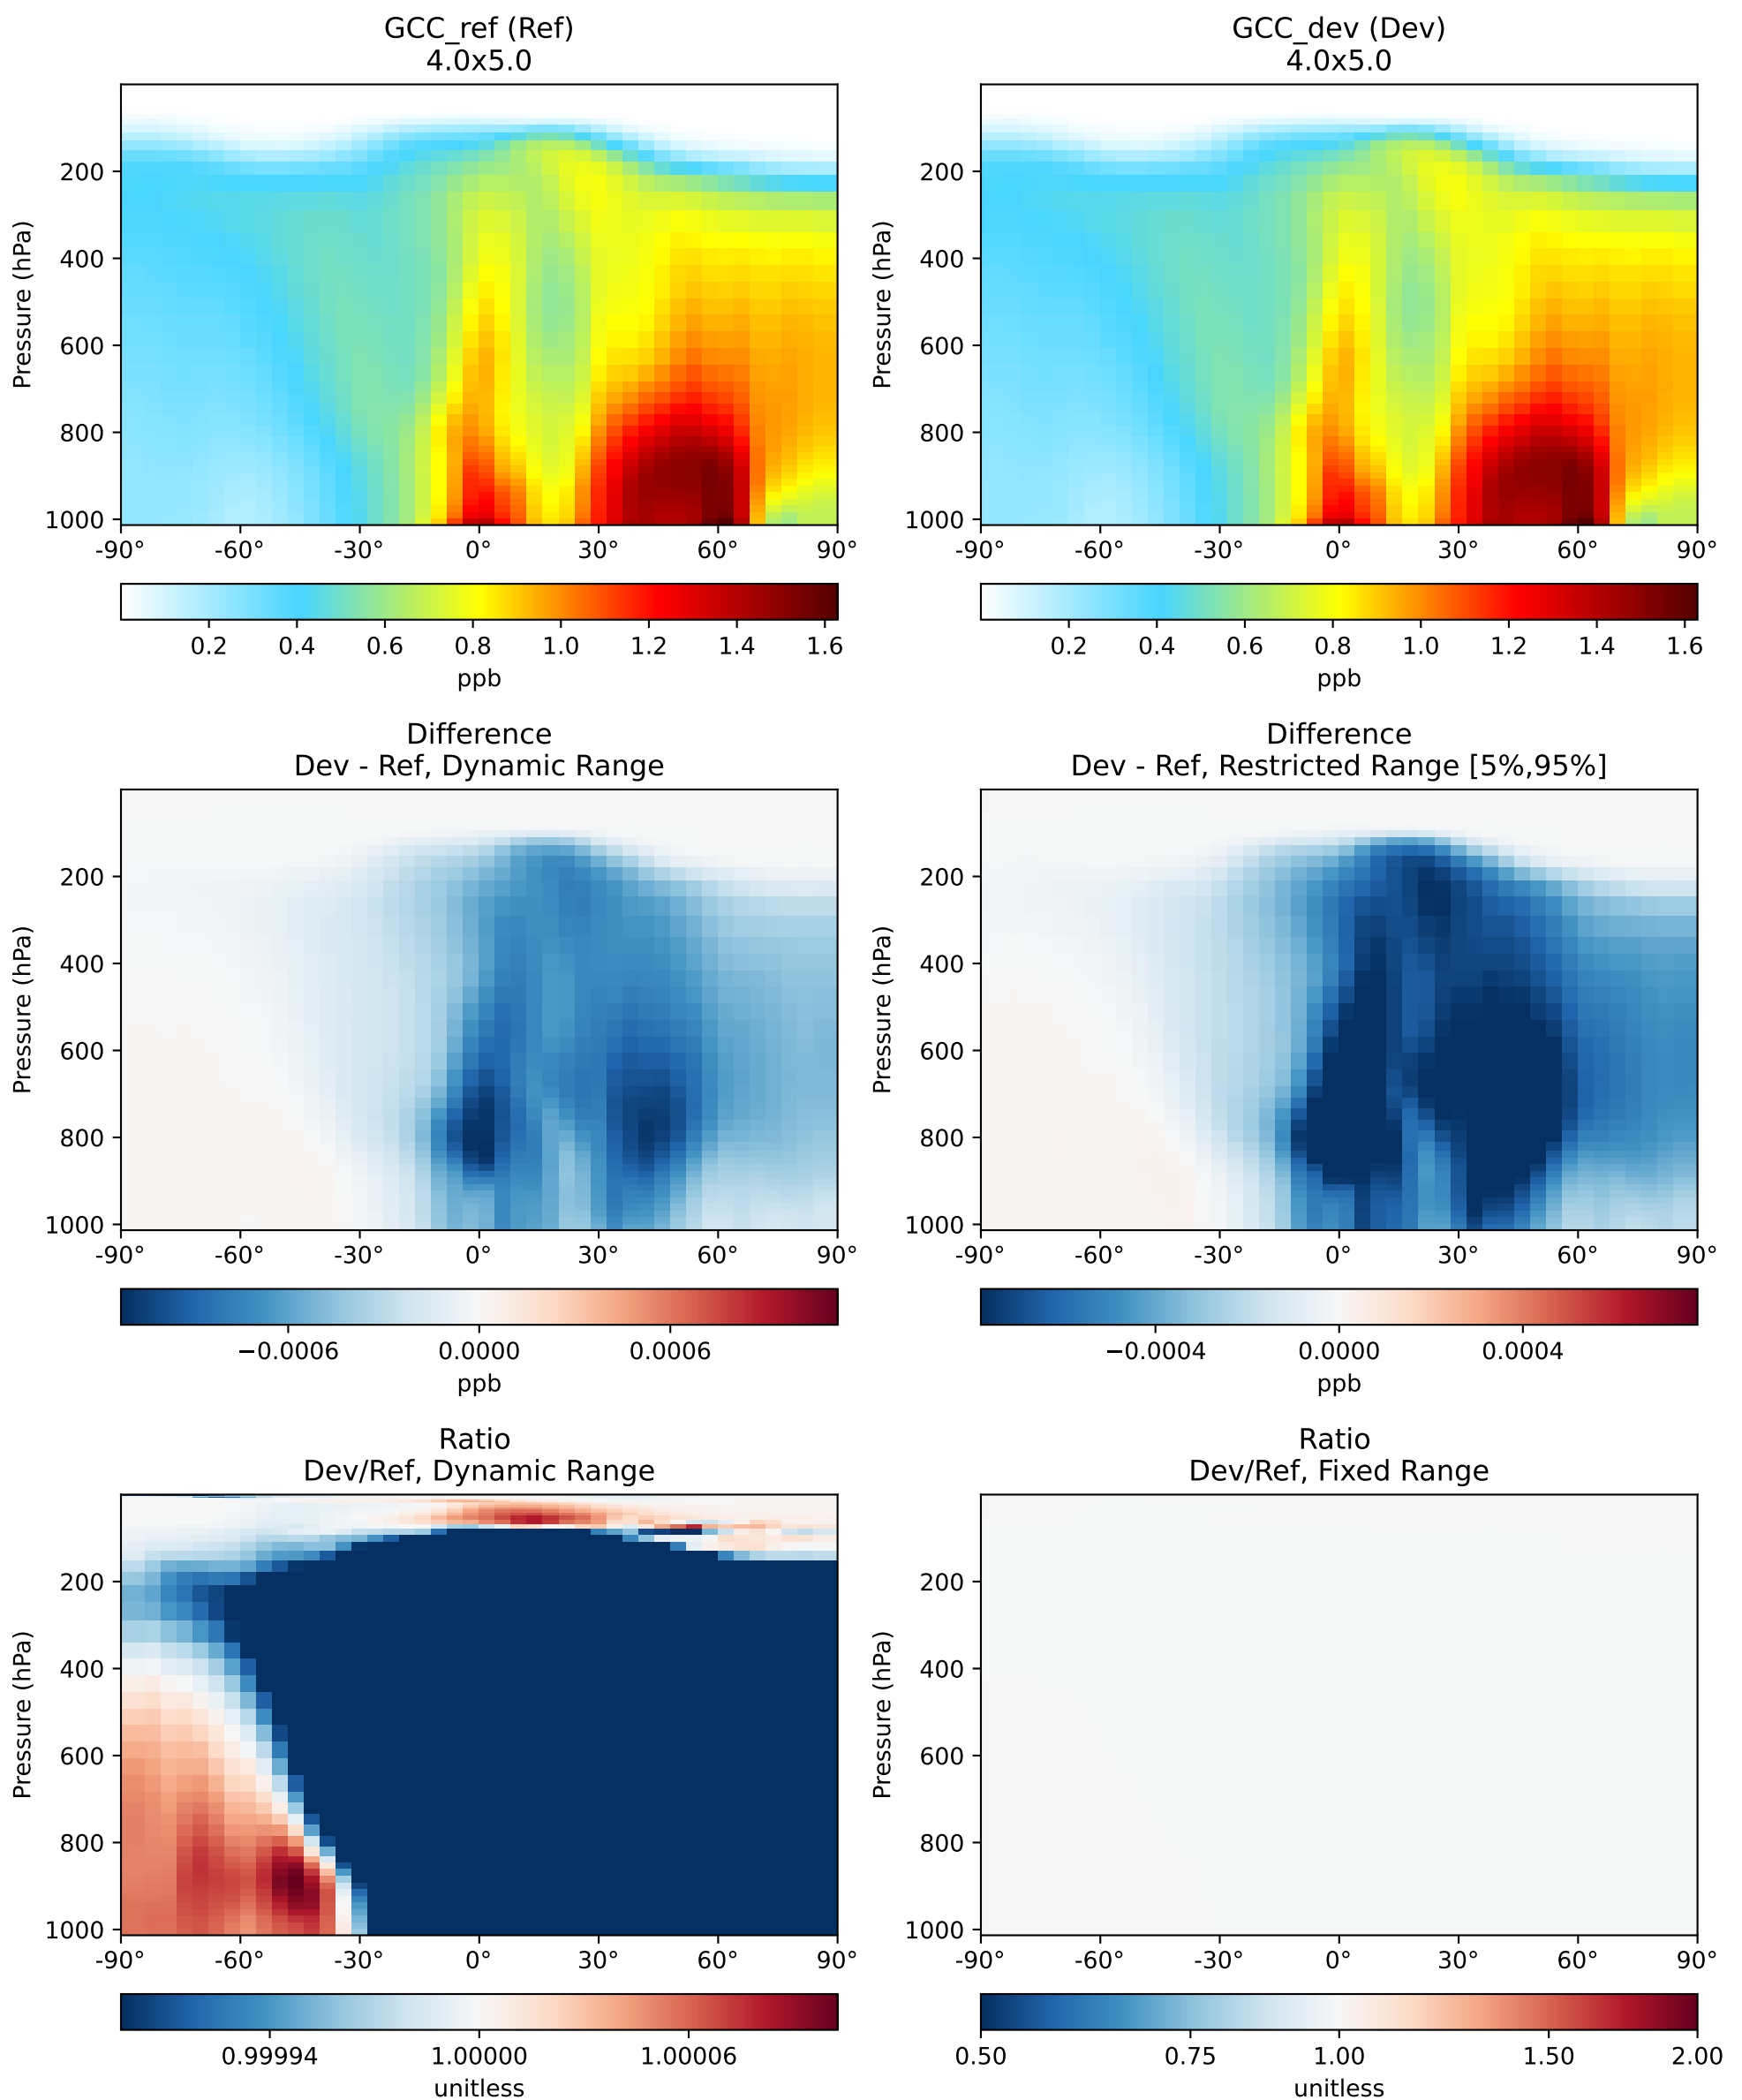 GCC_ref (Ref)
4.0x5.0
Pressure (hPa)
200
400
600
800
1000
-90° -60° -30° 0° 30° 60° 90°
0.2 0.4 0.6 0.8 1.0 1.2 1.4 1.6
ppb
GCC_dev (Dev)
4.0x5.0
Pressure (hPa)
200
400
600
800
1000
-90° -60° -30° 0° 30° 60° 90°
0.2 0.4 0.6 0.8 1.0 1.2 1.4 1.6
ppb
Difference
Dev - Ref, Dynamic Range
Pressure (hPa)
200
400
600
800
1000
-90° -60° -30° 0° 30° 60° 90°
−0.0006 0.0000 0.0006
ppb
Difference
Dev - Ref, Restricted Range [5%,95%]
Pressure (hPa)
200
400
600
800
1000
-90° -60° -30° 0° 30° 60° 90°
−0.0004 0.0000 0.0004
ppb
Ratio
Dev/Ref, Dynamic Range
Pressure (hPa)
200
400
600
800
1000
-90° -60° -30° 0° 30° 60° 90°
0.99994 1.00000 1.00006
unitless
Ratio
Dev/Ref, Fixed Range
Pressure (hPa)
200
400
600
800
1000
-90° -60° -30° 0° 30° 60° 90°
0.50 0.75 1.00 1.50 2.00
unitless